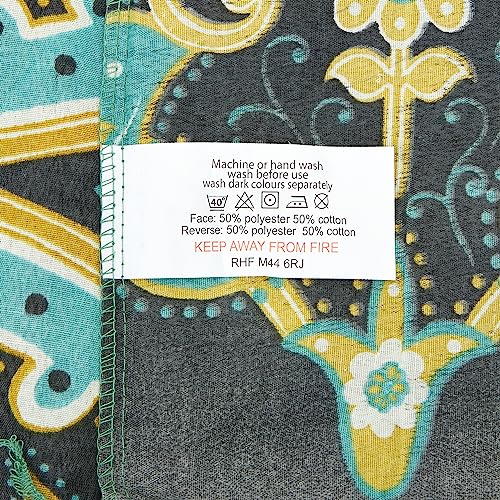 Machine or hand wash
wash before use
wash dark colours separately
40°
Face: 50% polyester 50% cotton
Reverse: 50% polyester 50% cotton
KEEP AWAY FROM FIRE
RHF M44 6RJ